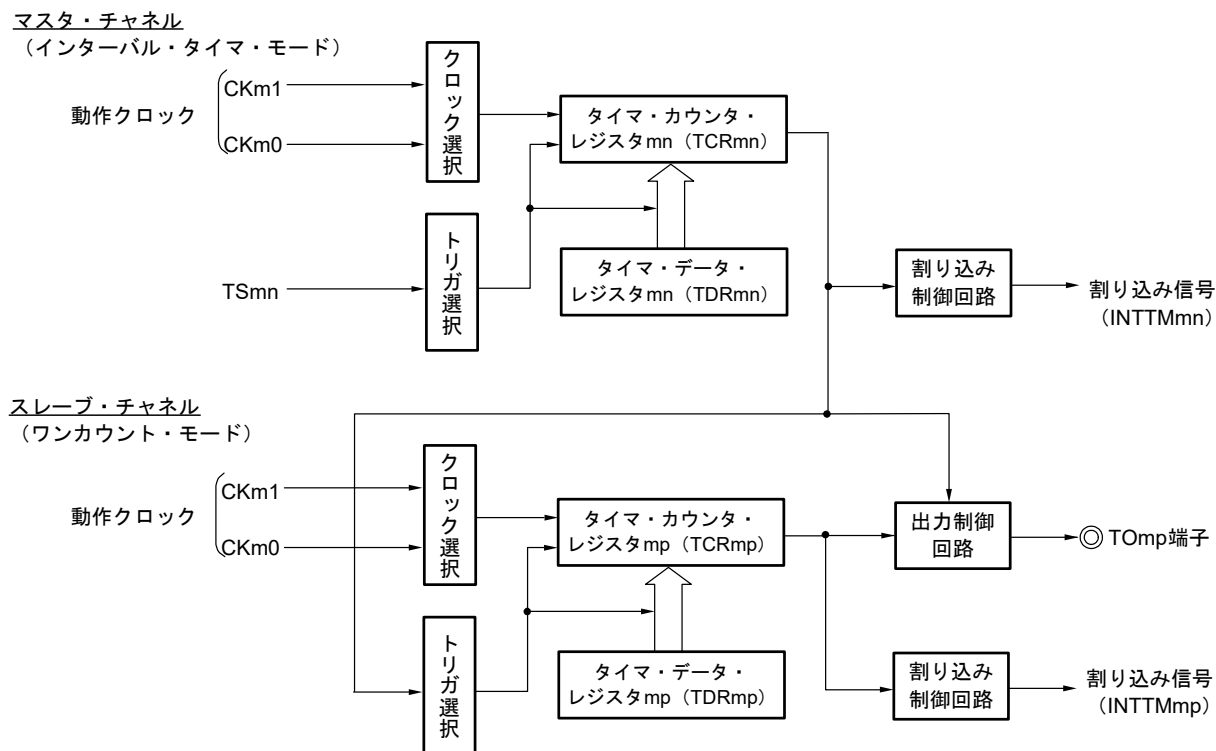 マスタ・チャネル
（インターバル・タイマ・モード）
動作クロック
CKm1
CKm0
クロック選択
タイマ・カウンタ・
レジスタmn（TCRmn）
TSmn
トリガ選択
タイマ・データ・
レジスタmn（TDRmn）
割り込み
制御回路
割り込み信号
（INTTMmn）
スレーブ・チャネル
（ワンカウント・モード）
動作クロック
CKm1
CKm0
クロック選択
タイマ・カウンタ・
レジスタmp（TCRmp）
出力制御
回路
TOmp端子
トリガ選択
タイマ・データ・
レジスタmp（TDRmp）
割り込み
制御回路
割り込み信号
（INTTMmp）